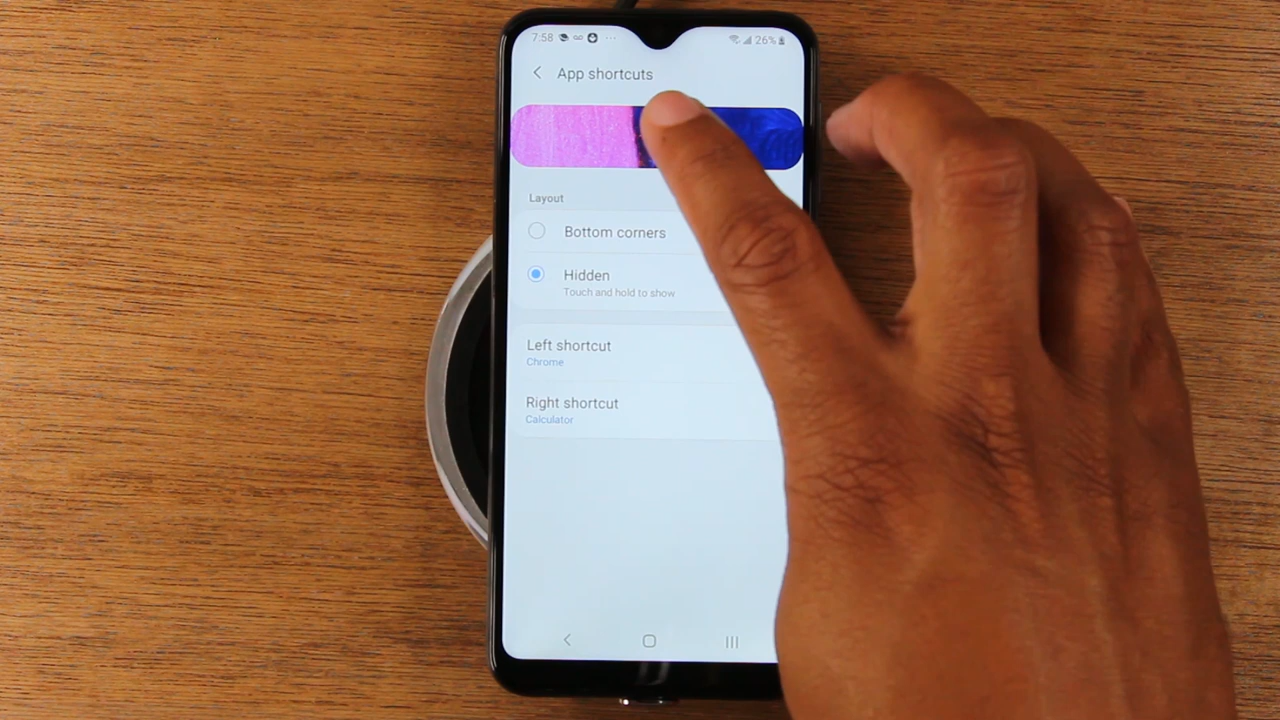 7:58 26%
App shortcuts
Layout
Bottom corners
Hidden
Touch and hold to show
Left shortcut
Chrome
Right shortcut
Calculator